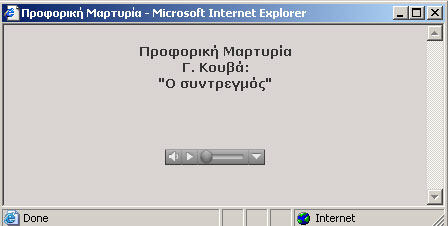 Προφορική Μαρτυρία - Microsoft Internet Explorer
Προφορική Μαρτυρία
Γ. Κουβά:
"Ο συντρεγμός"
Done
Internet